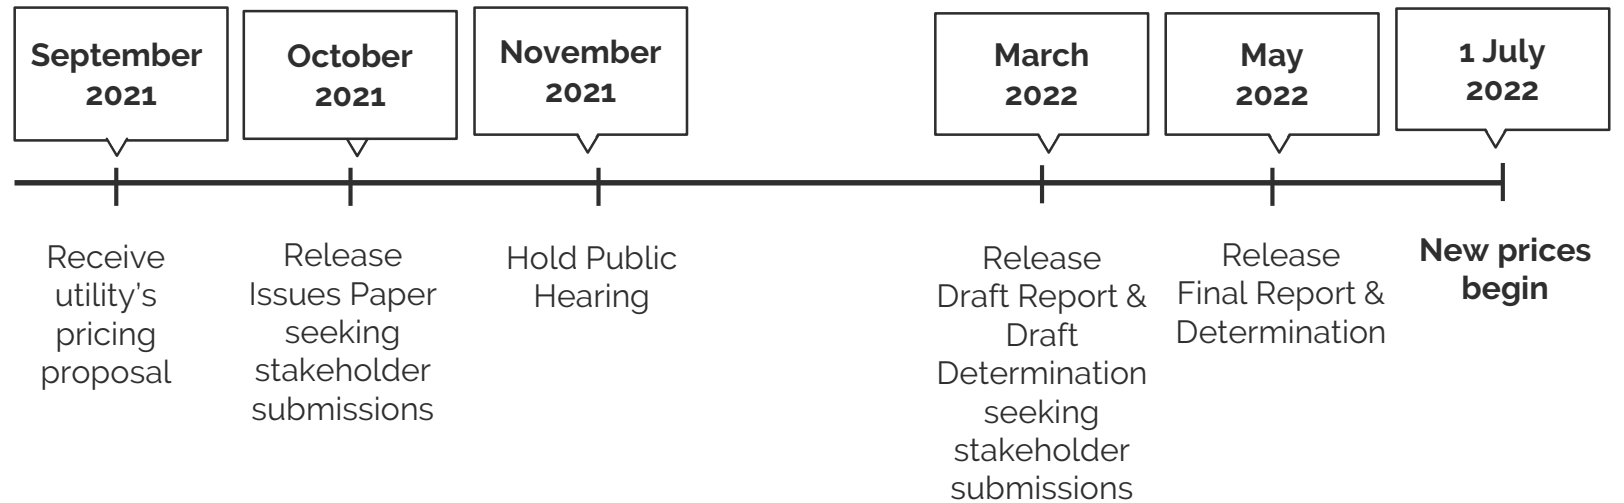 September
2021
October
2021
November
2021
March
2022
May
2022
1 July
2022
Receive
utility's
pricing
proposal
Release
Issues Paper
seeking
stakeholder
submissions
Hold Public
Hearing
Release
Draft Report &
Draft
Determination
seeking
stakeholder
submissions
Release
Final Report &
Determination
New prices
begin